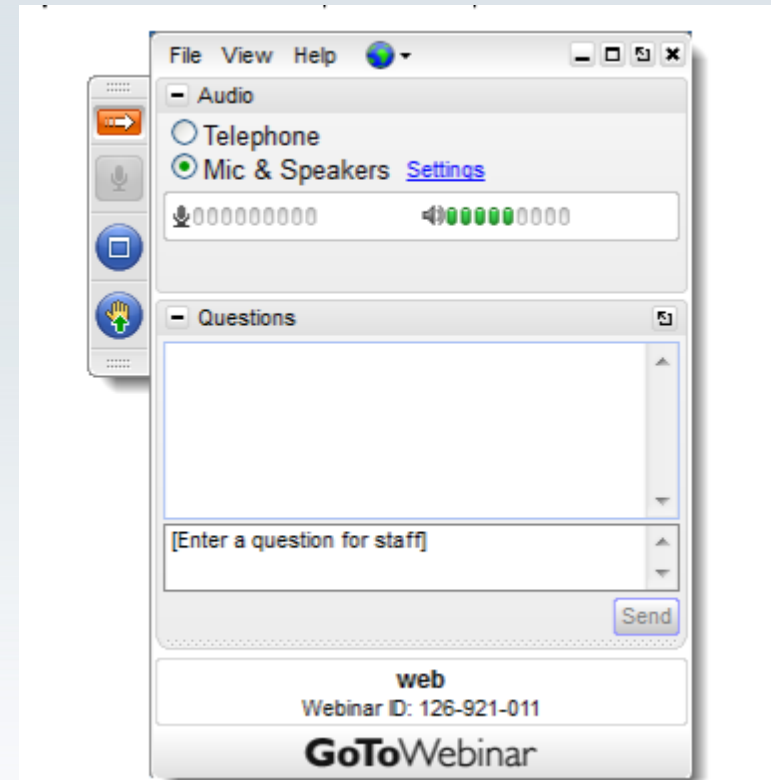 File View Help
Audio
Telephone
Mic & Speakers Settings
Questions
[Enter a question for staff]
Send
web
Webinar ID: 126-921-011
GoToWebinar